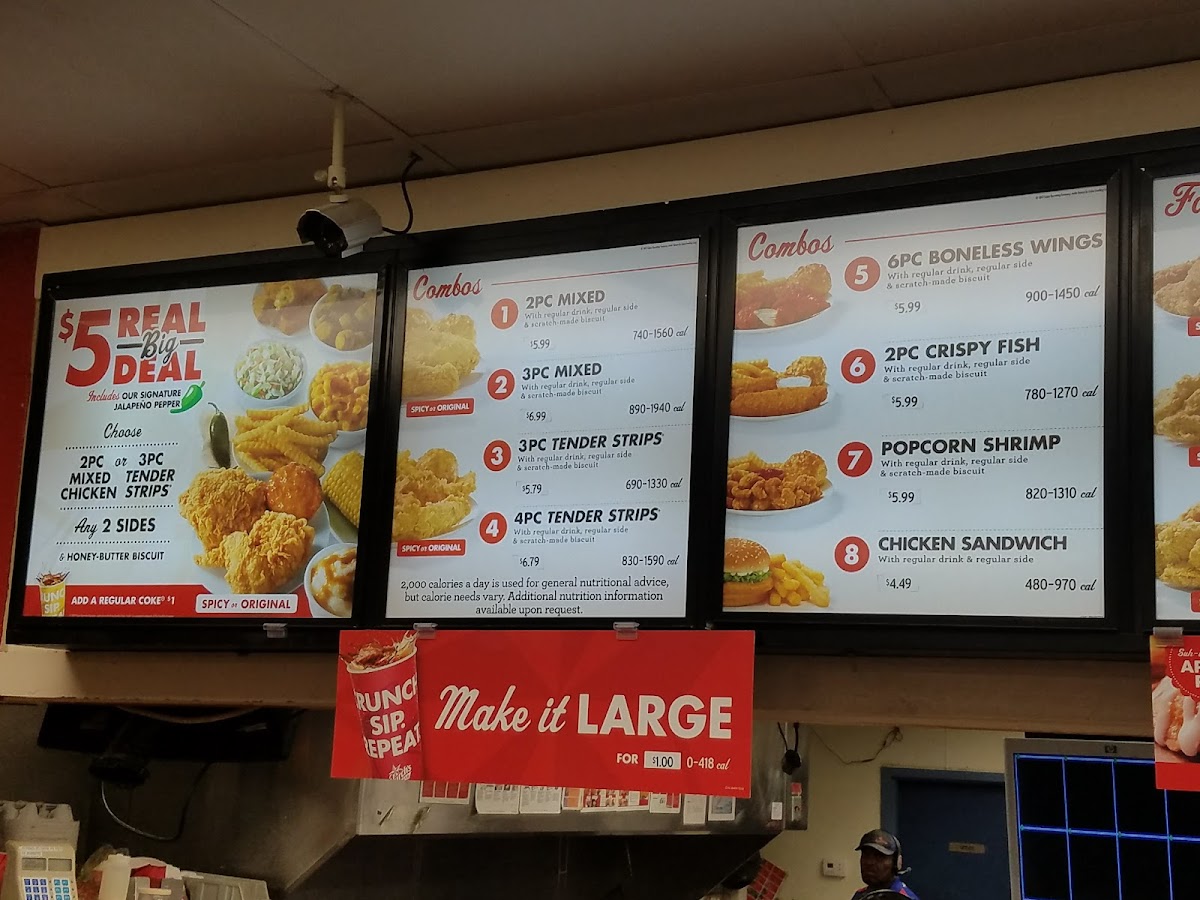 $5 REAL
Big
DEAL
Includes OUR SIGNATURE
JALAPEÑO PEPPER
Choose
2PC or 3PC
MIXED TENDER
CHICKEN STRIPS
Any 2 SIDES
& HONEY-BUTTER BISCUIT
ADD A REGULAR COKE® $1
SPICY OR ORIGINAL
Combos
1 2PC MIXED
With regular drink, regular side
& scratch-made biscuit
$5.99 740-1560 cal
2 3PC MIXED
With regular drink, regular side
& scratch-made biscuit
$6.99 890-1940 cal
SPICY OR ORIGINAL
3 3PC TENDER STRIPS
With regular drink, regular side
& scratch-made biscuit
$5.79 690-1330 cal
4 4PC TENDER STRIPS
With regular drink, regular side
& scratch-made biscuit
$6.79 830-1590 cal
SPICY OR ORIGINAL
2,000 calories a day is used for general nutritional advice,
but calorie needs vary. Additional nutrition information
available upon request.
Combos
5 6PC BONELESS WINGS
With regular drink, regular side
& scratch-made biscuit
$5.99 900-1450 cal
6 2PC CRISPY FISH
With regular drink, regular side
& scratch-made biscuit
$5.99 780-1270 cal
7 POPCORN SHRIMP
With regular drink, regular side
& scratch-made biscuit
$5.99 820-1310 cal
8 CHICKEN SANDWICH
With regular drink & regular side
$4.49 480-970 cal
RUNCH
SIP.
EPEAT
Make it LARGE
FOR $1.00 0-418 cal